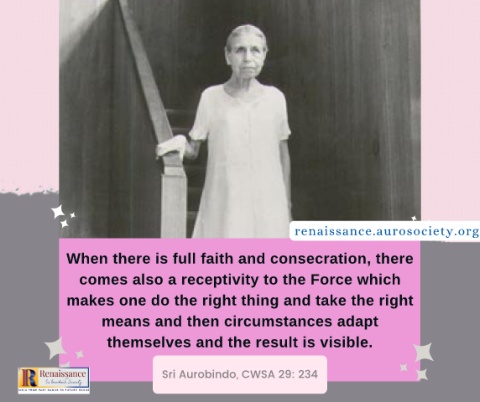 renaissance.aurosociety.org
When there is full faith and consecration, there
comes also a receptivity to the Force which
makes one do the right thing and take the right
means and then circumstances adapt
themselves and the result is visible.
Sri Aurobindo, CWSA 29: 234
Renaissance